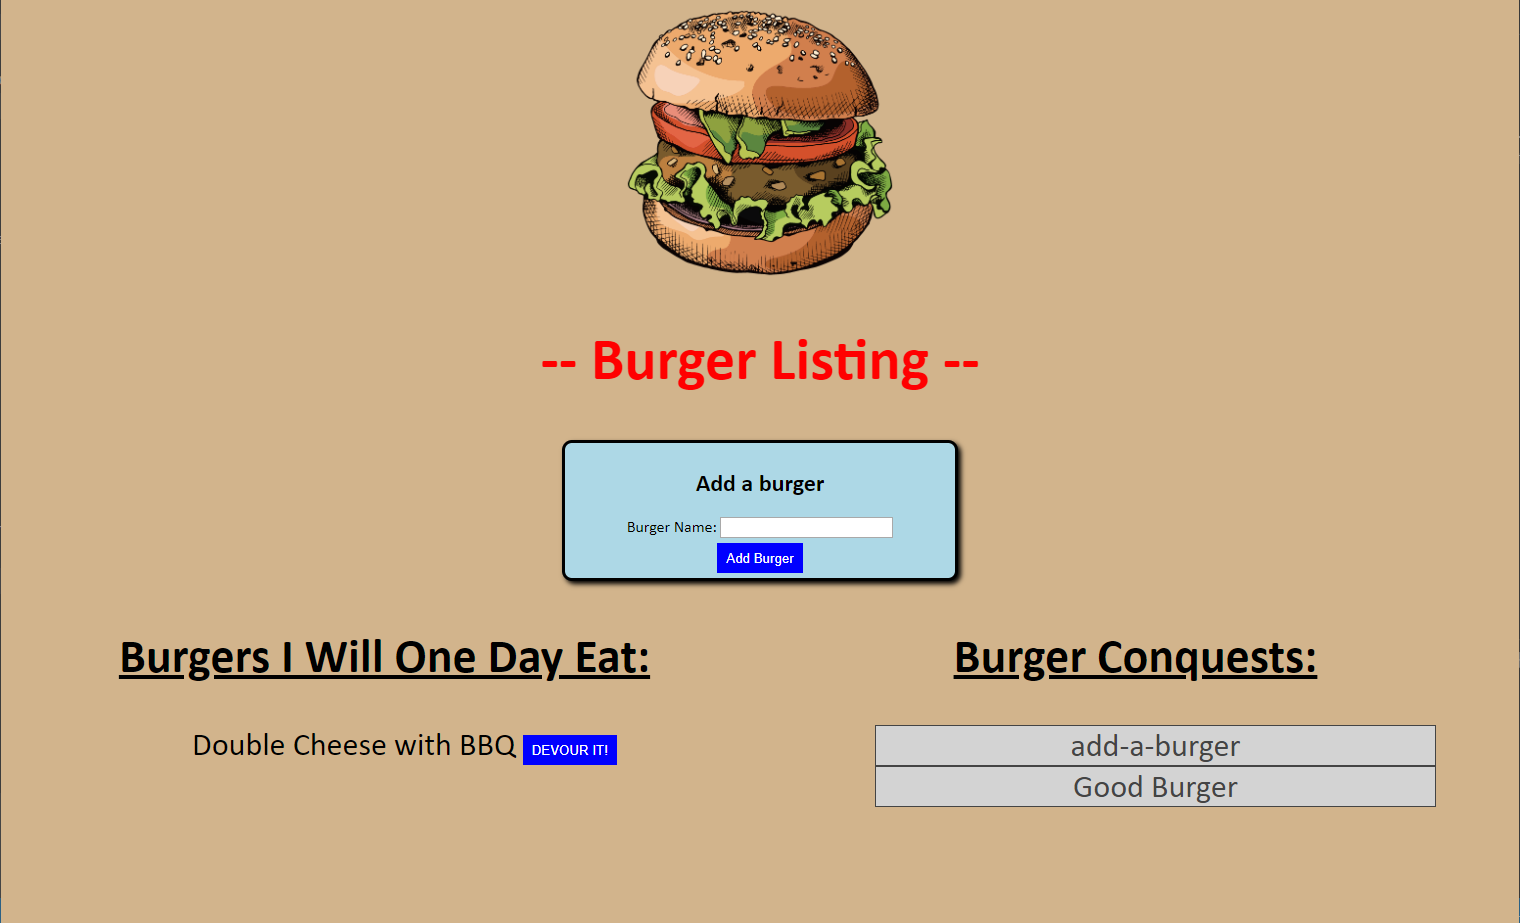 -- Burger Listing --
Add a burger
Burger Name:
Add Burger
Burgers I Will One Day Eat:
Double Cheese with BBQ DEVOUR IT!
Burger Conquests:
add-a-burger
Good Burger